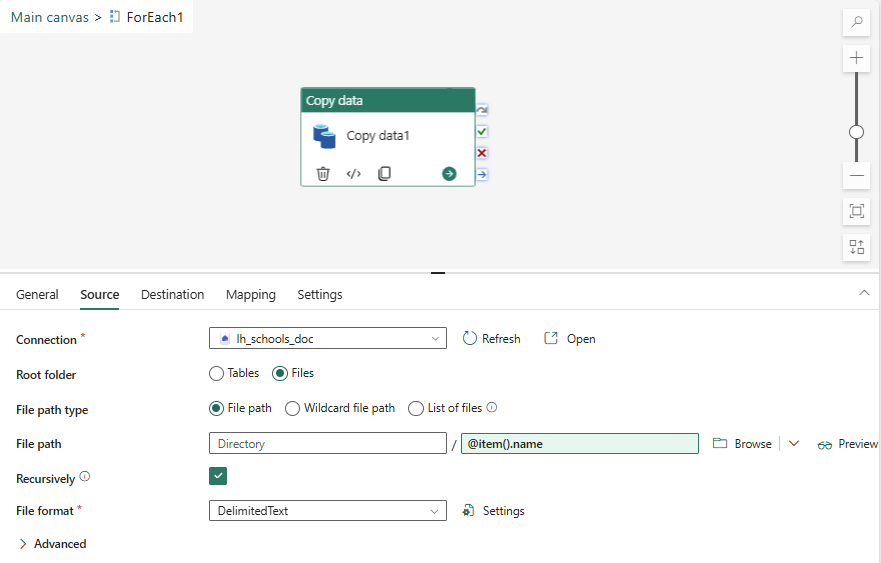 Main canvas > ForEach1
Copy data
Copy data1
General Source Destination Mapping Settings
Connection * lh_schools_doc Refresh Open
Root folder Tables Files
File path type File path Wildcard file path List of files
File path Directory / @item().name Browse Preview
Recursively
File format * DelimitedText Settings
Advanced